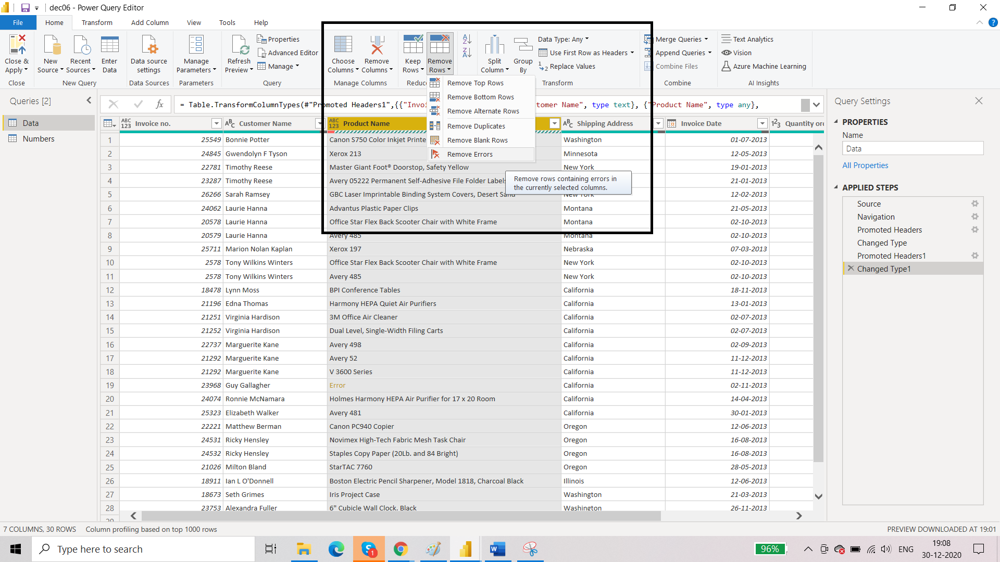 dec06 - Power Query Editor
File Home Transform Add Column View Tools Help
Close & Apply
Close
New Source
Recent Sources
Enter Data
New Query
Data source settings
Data Sources
Manage Parameters
Parameters
Refresh Preview
Properties
Advanced Editor
Manage
Query
Choose Columns
Remove Columns
Manage Columns
Keep Rows
Remove Rows
Reduc
A Z
Z A
Split Column
Group By
Data Type: Any
Use First Row as Headers
Replace Values
Transform
Merge Queries
Append Queries
Combine Files
Combine
Text Analytics
Vision
Azure Machine Learning
AI Insights
Remove Top Rows
Remove Bottom Rows
Remove Alternate Rows
Remove Duplicates
Remove Blank Rows
Remove Errors
Remove rows containing errors in
the currently selected columns.
Queries [2]
Data
Numbers
fx = Table.TransformColumnTypes(#"Promoted Headers1",{{"Invoi tomer Name", type text}, {"Product Name", type any},
ABC 123 Invoice no. ABC Customer Name ABC 123 Product Name ABC Shipping Address Invoice Date 123 Quantity ord
1 25549 Bonnie Potter Canon S750 Color Inkjet Printe Washington 01-07-2013
2 24845 Gwendolyn F Tyson Xerox 213 Minnesota 12-05-2013
3 22781 Timothy Reese Master Giant Foot® Doorstop, Safety Yellow New York 19-01-2013
4 23287 Timothy Reese Avery 05222 Permanent Self-Adhesive File Folder Labels 21-01-2013
5 26266 Sarah Ramsey GBC Laser Imprintable Binding System Covers, Desert Sand New York 12-02-2013
6 24062 Laurie Hanna Advantus Plastic Paper Clips Montana 21-05-2013
7 20578 Laurie Hanna Office Star Flex Back Scooter Chair with White Frame Montana 02-10-2013
8 20579 Laurie Hanna Avery 485 Montana 02-10-2013
9 25711 Marion Nolan Kaplan Xerox 197 Nebraska 07-03-2013
10 2578 Tony Wilkins Winters Office Star Flex Back Scooter Chair with White Frame New York 02-10-2013
11 2578 Tony Wilkins Winters Avery 485 New York 02-10-2013
12 18478 Lynn Moss BPI Conference Tables California 18-11-2013
13 21196 Edna Thomas Harmony HEPA Quiet Air Purifiers California 13-01-2013
14 21251 Virginia Hardison 3M Office Air Cleaner California 02-07-2013
15 21252 Virginia Hardison Dual Level, Single-Width Filing Carts California 02-07-2013
16 22737 Marguerite Kane Avery 498 California 02-09-2013
17 21292 Marguerite Kane Avery 52 California 11-12-2013
18 21292 Marguerite Kane V 3600 Series California 11-12-2013
19 23968 Guy Gallagher Error California 02-11-2013
20 24074 Ronnie McNamara Holmes Harmony HEPA Air Purifier for 17 x 20 Room California 14-04-2013
21 25323 Elizabeth Walker Avery 481 California 30-01-2013
22 22221 Matthew Berman Canon PC940 Copier Oregon 12-06-2013
23 24531 Ricky Hensley Novimex High-Tech Fabric Mesh Task Chair Oregon 16-08-2013
24 24532 Ricky Hensley Staples Copy Paper (20Lb. and 84 Bright) Oregon 16-08-2013
25 21026 Milton Bland StarTAC 7760 Oregon 28-05-2013
26 18911 Ian L O'Donnell Boston Electric Pencil Sharpener, Model 1818, Charcoal Black Illinois 12-06-2013
27 18673 Seth Grimes Iris Project Case Washington 21-03-2013
28 23753 Alexandra Fuller 6" Cubicle Wall Clock, Black Washington 26-11-2013
29
Query Settings
PROPERTIES
Name
Data
All Properties
APPLIED STEPS
Source
Navigation
Promoted Headers
Changed Type
Promoted Headers1
Changed Type1
7 COLUMNS, 30 ROWS Column profiling based on top 1000 rows PREVIEW DOWNLOADED AT 19:01
Type here to search
1
96%
ENG
19:08
30-12-2020